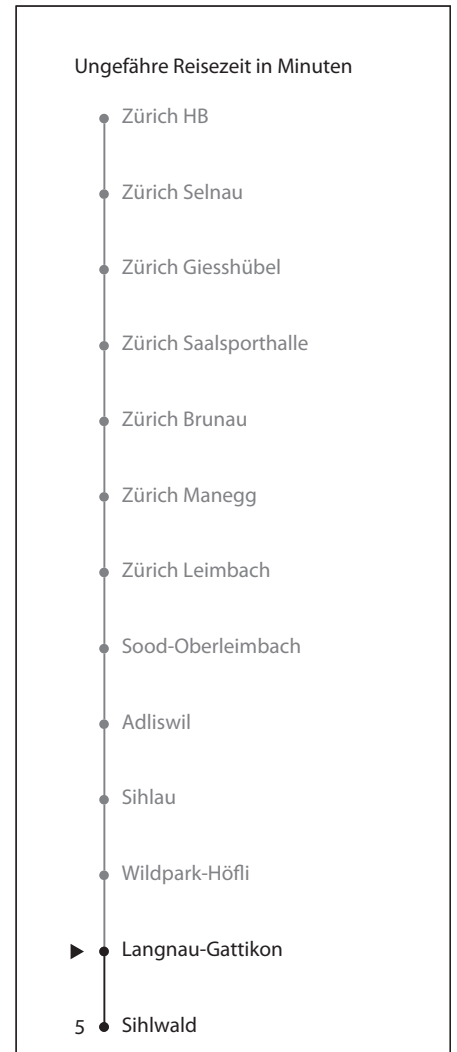 Ungefähre Reisezeit in Minuten
Zürich HB
Zürich Selnau
Zürich Giesshübel
Zürich Saalsporthalle
Zürich Brunau
Zürich Manegg
Zürich Leimbach
Sood-Oberleimbach
Adliswil
Sihlau
Wildpark-Höfli
Langnau-Gattikon
5 Sihlwald